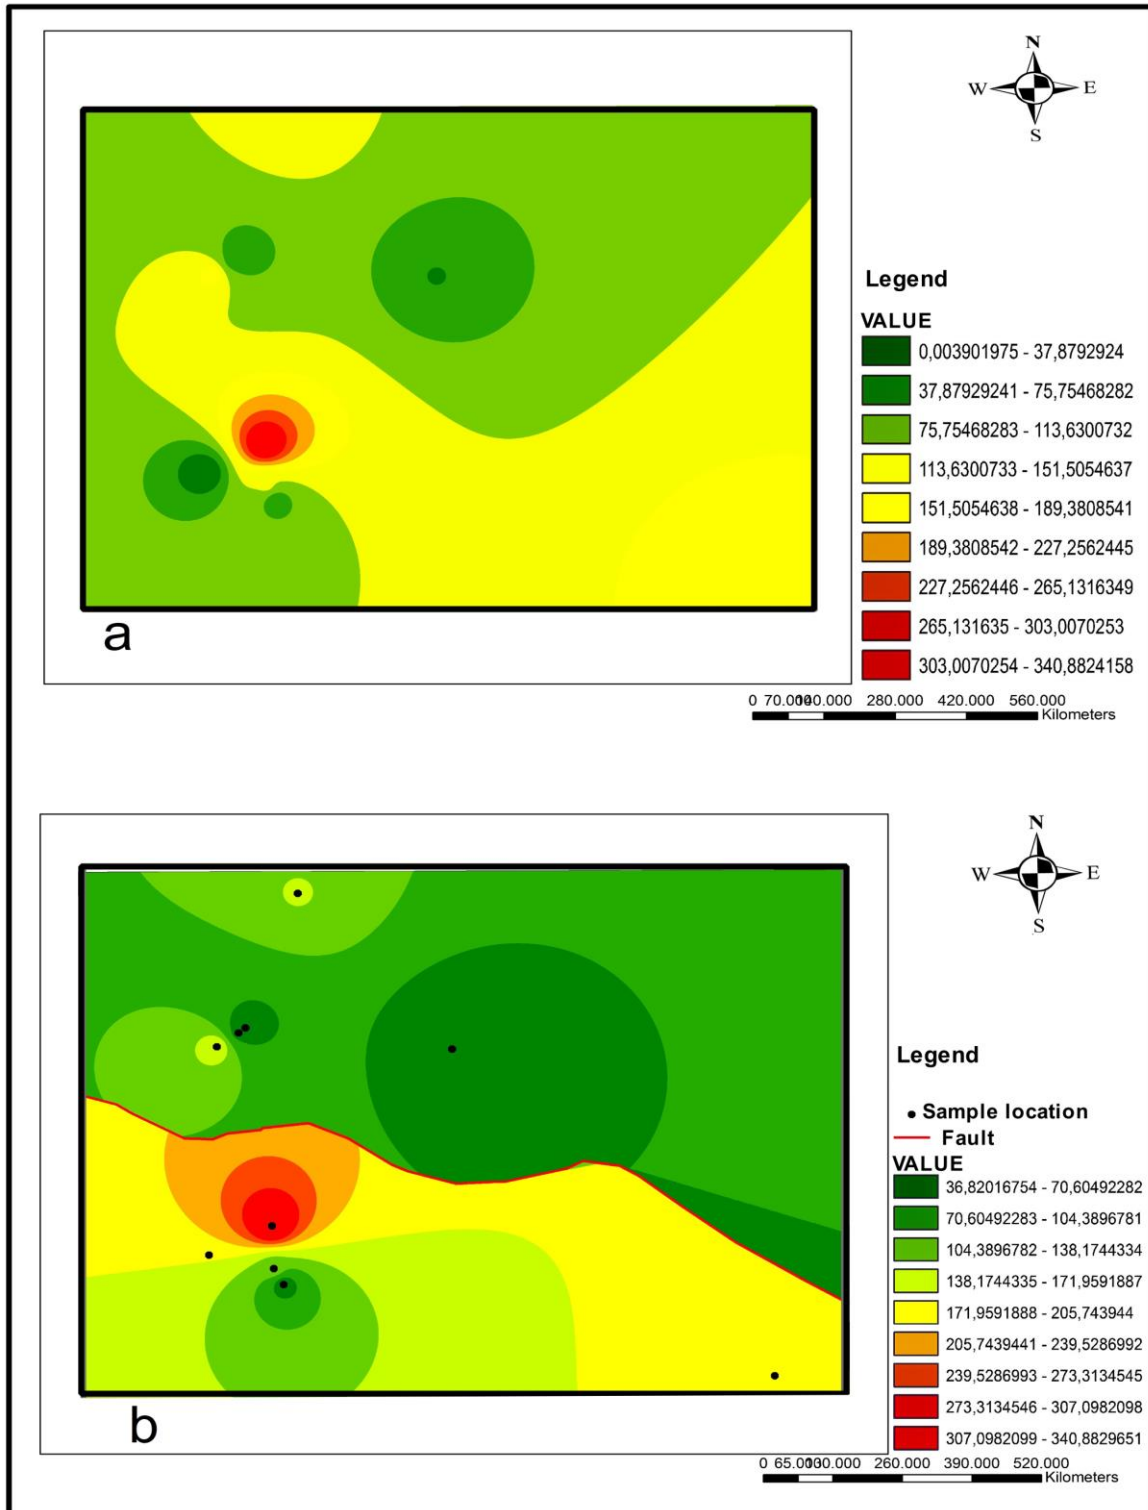 N
W E
S
Legend
VALUE
0,003901975 - 37,8792924
37,87929241 - 75,75468282
75,75468283 - 113,6300732
113,6300733 - 151,5054637
151,5054638 - 189,3808541
189,3808542 - 227,2562445
227,2562446 - 265,1316349
265,131635 - 303,0070253
303,0070254 - 340,8824158
a
0 280.000 420.000 560.000
Kilometers
N
W E
S
Legend
Sample location
Fault
VALUE
36,82016754 - 70,60492282
70,60492283 - 104,3896781
104,3896782 - 138,1744334
138,1744335 - 171,9591887
171,9591888 - 205,743944
205,7439441 - 239,5286992
239,5286993 - 273,3134545
273,3134546 - 307,0982098
307,0982099 - 340,8829651
b
0 260.000 390.000 520.000
Kilometers